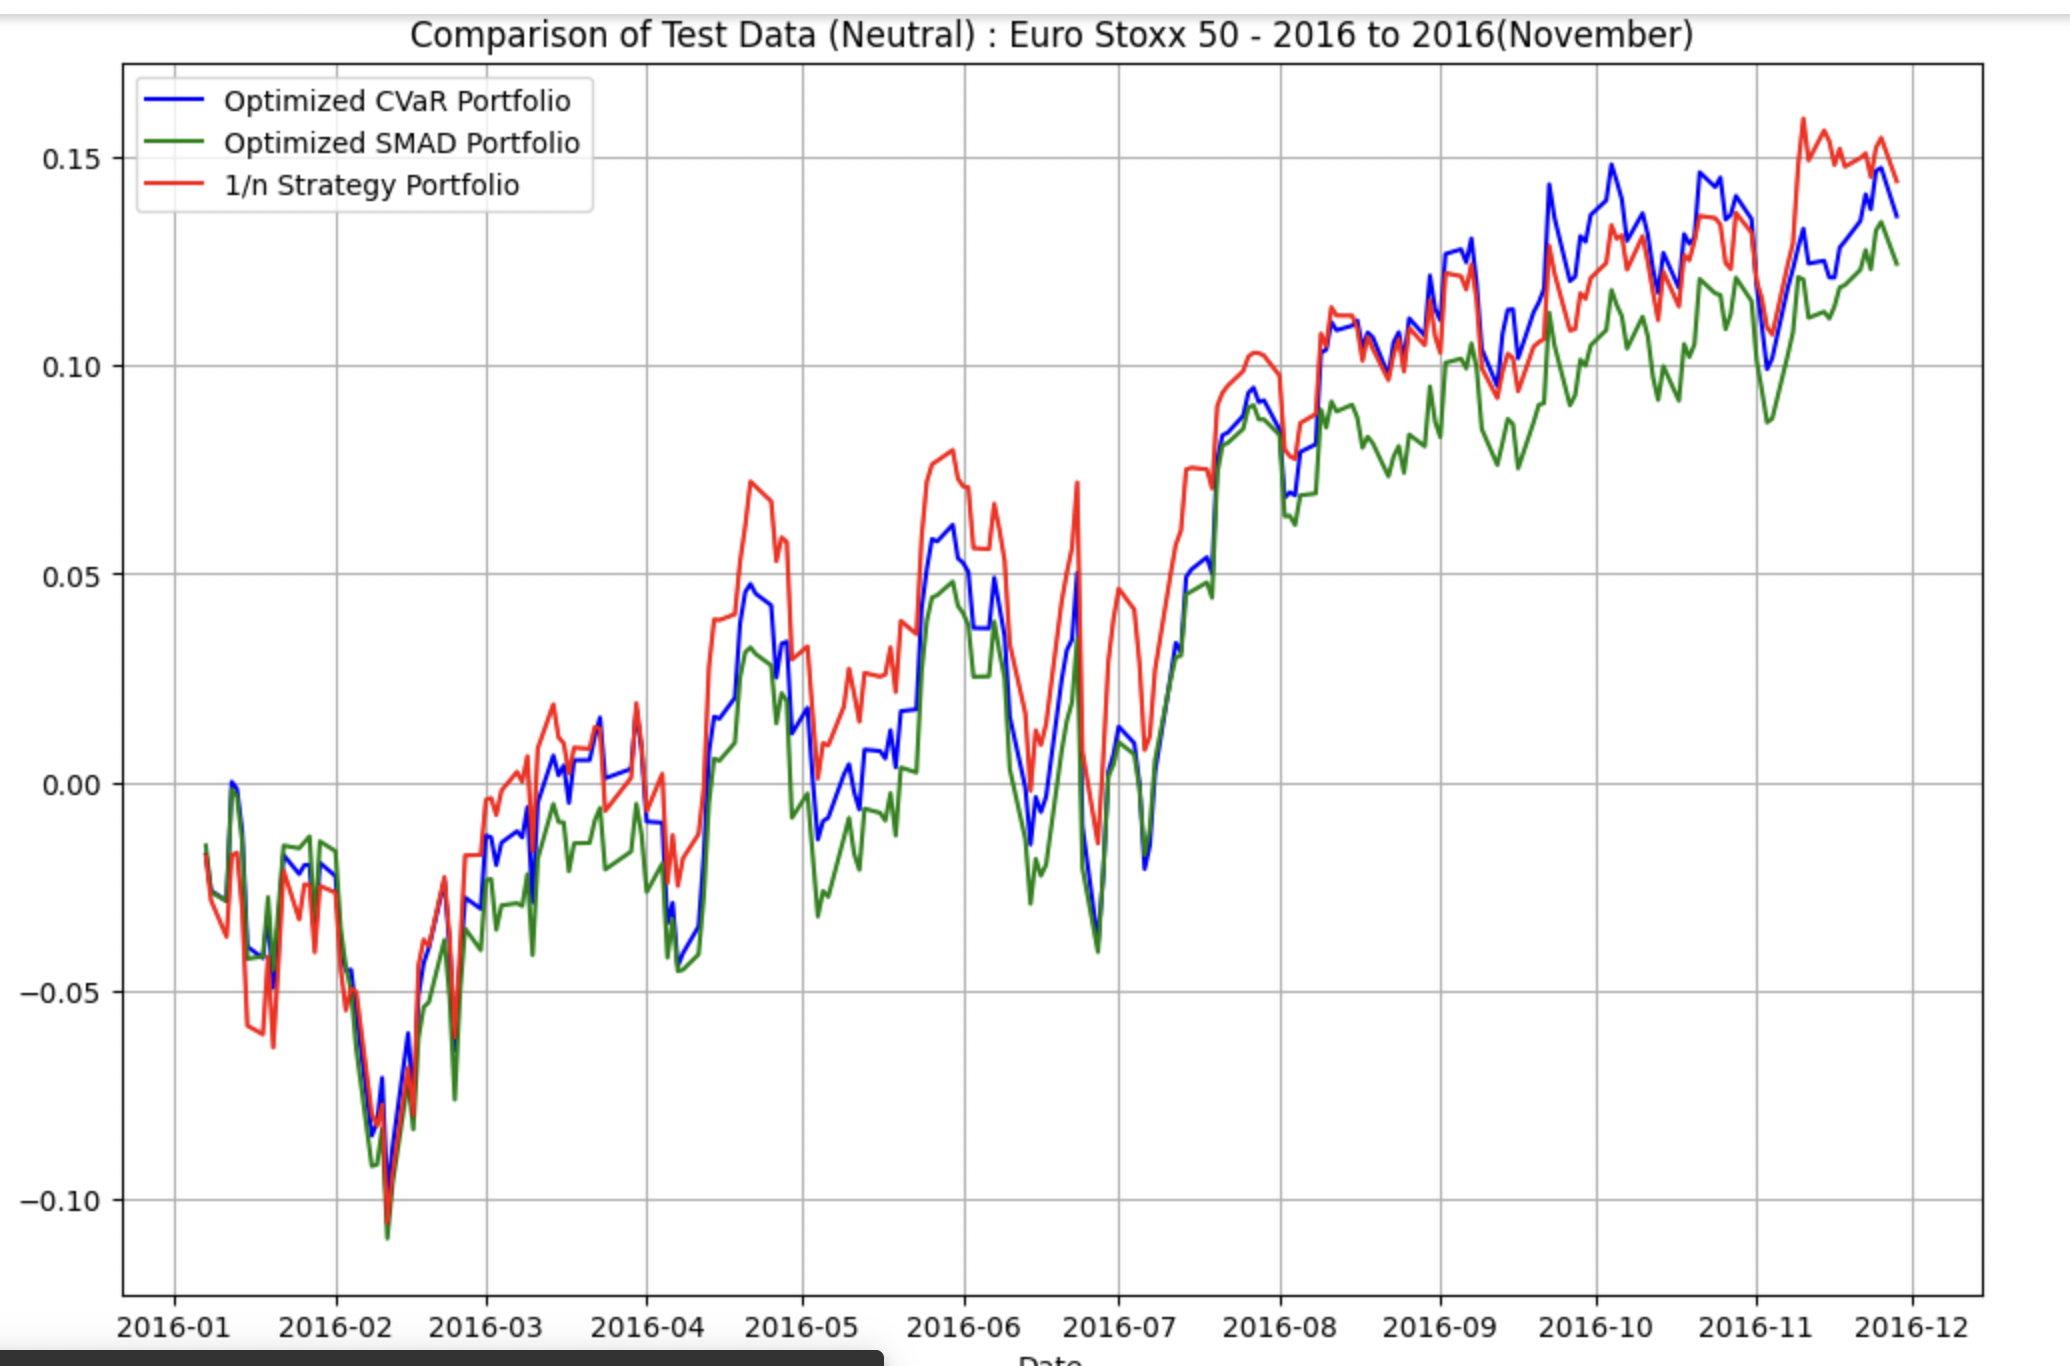 Comparison of Test Data (Neutral) : Euro Stoxx 50 - 2016 to 2016(November)
Optimized CVaR Portfolio
Optimized SMAD Portfolio
1/n Strategy Portfolio
0.15
0.10
0.05
0.00
−0.05
−0.10
2016-01 2016-02 2016-03 2016-04 2016-05 2016-06 2016-07 2016-08 2016-09 2016-10 2016-11 2016-12
Date